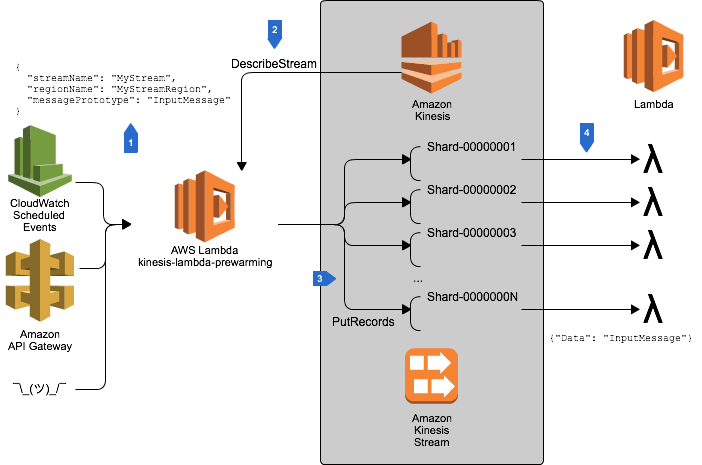 2
DescribeStream
{
"streamName": "MyStream",
"regionName": "MyStreamRegion",
"messagePrototype": "InputMessage"
}
1
CloudWatch
Scheduled
Events
Amazon
API Gateway
¯\_(ツ)_/¯
AWS Lambda
kinesis-lambda-prewarming
3
PutRecords
Amazon
Kinesis
Shard-00000001
Shard-00000002
Shard-00000003
...
Shard-0000000N
Amazon
Kinesis
Stream
4
Lambda
λ
λ
λ
λ
{"Data": "InputMessage"}